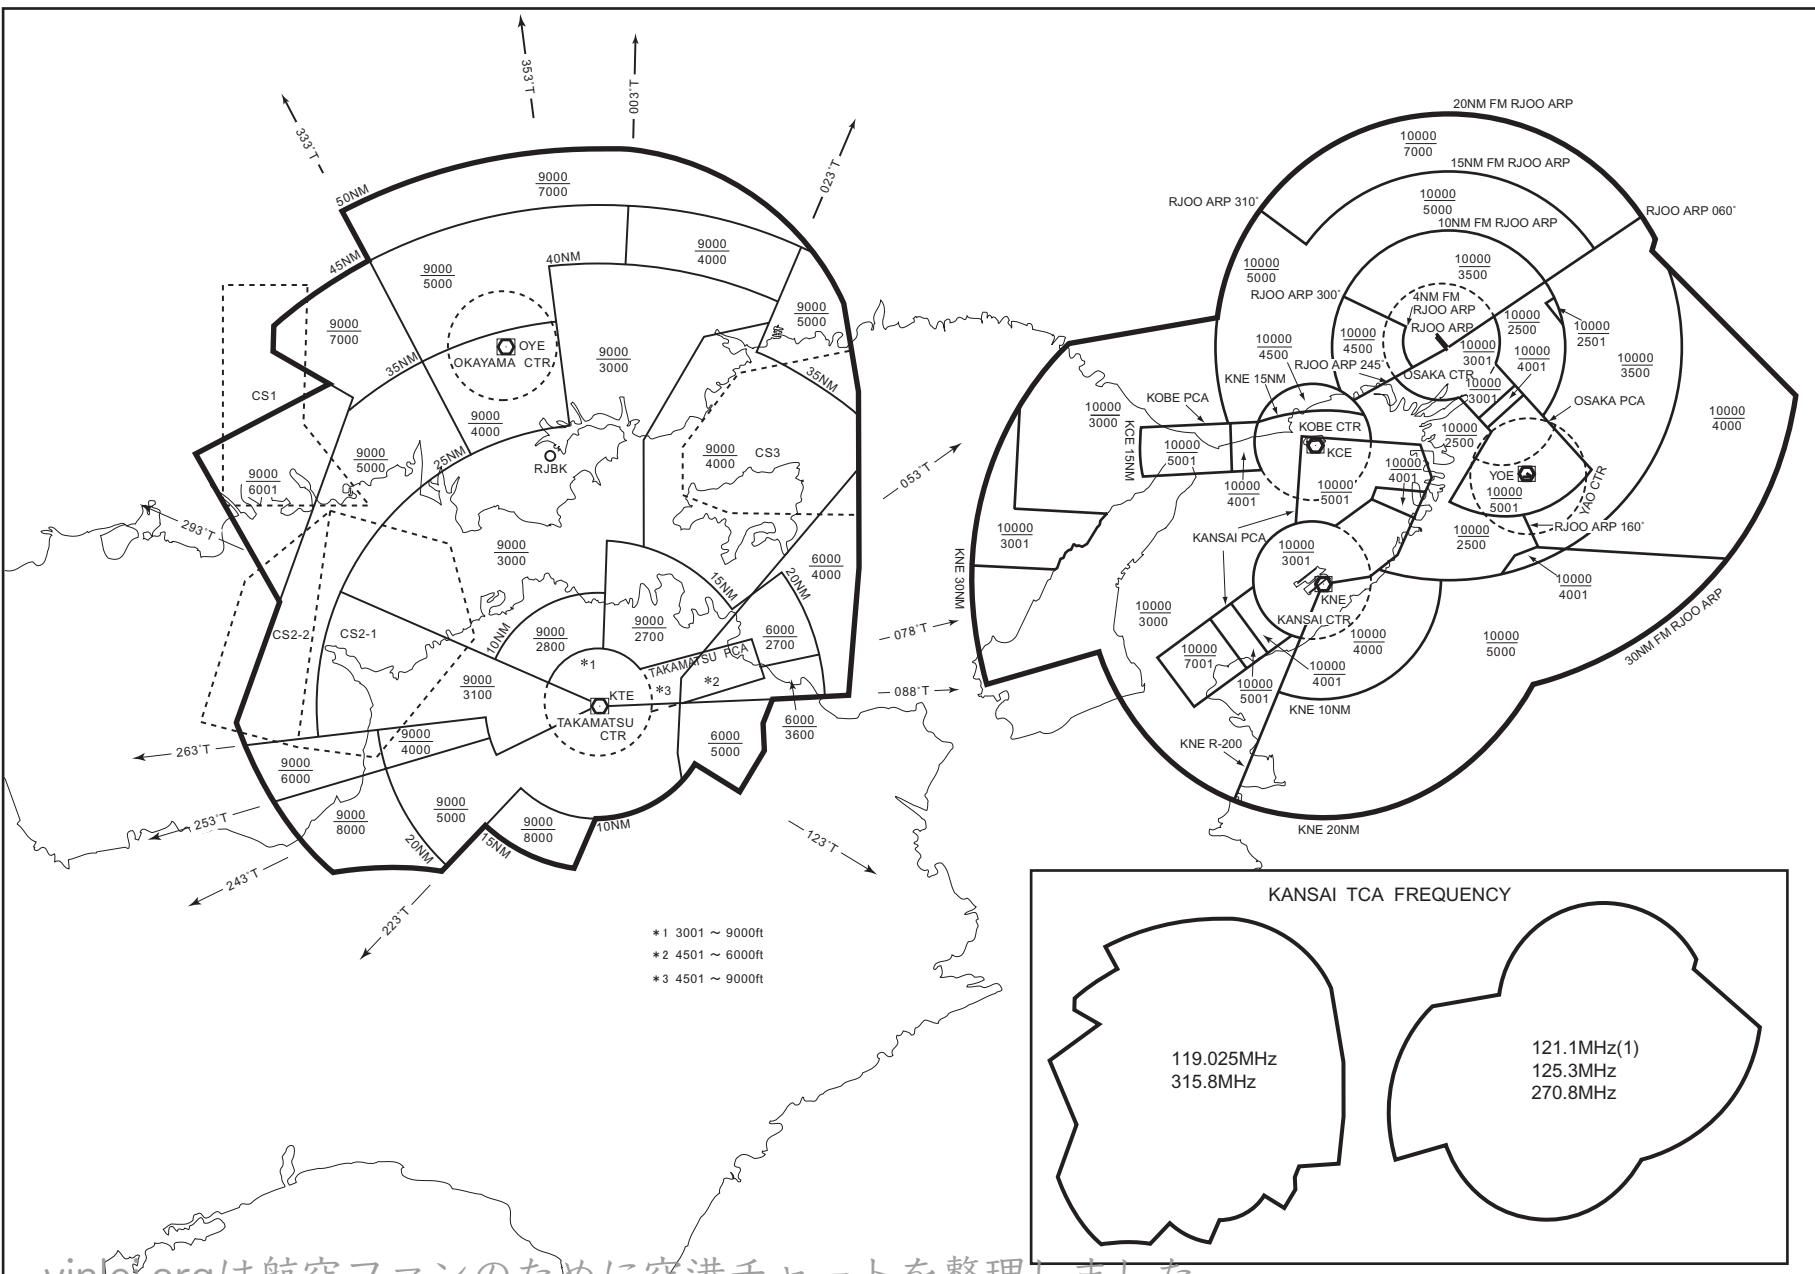 353°T
003°T
333°T
023°T
50NM
9000
7000
45NM
9000
5000
40NM
9000
4000
9000
5000
9000
7000
OYE
OKAYAMA CTR
35NM
9000
3000
35NM
CS1
9000
4000
9000
5000
25NM
RJBK
9000
4000
CS3
9000
6001
293°T
9000
3000
15NM
20NM
6000
4000
CS2-2
CS2-1
10NM
9000
2800
9000
2700
6000
2700
*1
TAKAMATSU PCA
*2
*3
9000
3100
KTE
TAKAMATSU
CTR
6000
3600
6000
5000
263°T
9000
4000
9000
6000
253°T
9000
8000
9000
5000
9000
8000
20NM
15NM
10NM
243°T
223°T
123°T
053°T
078°T
088°T
*1 3001 ～ 9000ft
*2 4501 ～ 6000ft
*3 4501 ～ 9000ft
20NM FM RJOO ARP
10000
7000
15NM FM RJOO ARP
RJOO ARP 310°
10000
5000
RJOO ARP 060°
10NM FM RJOO ARP
10000
5000
10000
3500
RJOO ARP 300°
4NM FM
RJOO ARP
RJOO ARP
10000
2500
10000
2501
10000
4500
10000
4500
10000
3001
10000
4001
10000
3500
RJOO ARP 245°
OSAKA CTR
KNE 15NM
10000
3001
KOBE PCA
OSAKA PCA
10000
3000
10000
4000
KCE 15NM
KOBE CTR
10000
2500
KCE
10000
5001
10000
4001
10000
4001
10000
5001
YOE
10000
5001
YAO CTR
10000
3001
KANSAI PCA
10000
3001
10000
2500
RJOO ARP 160°
10000
4001
KNE 30NM
KNE
KANSAI CTR
10000
3000
10000
4000
10000
5000
30NM FM RJOO ARP
10000
7001
10000
5001
10000
4001
KNE 10NM
KNE R-200
KNE 20NM
KANSAI TCA FREQUENCY
119.025MHz
315.8MHz
121.1MHz(1)
125.3MHz
270.8MHz